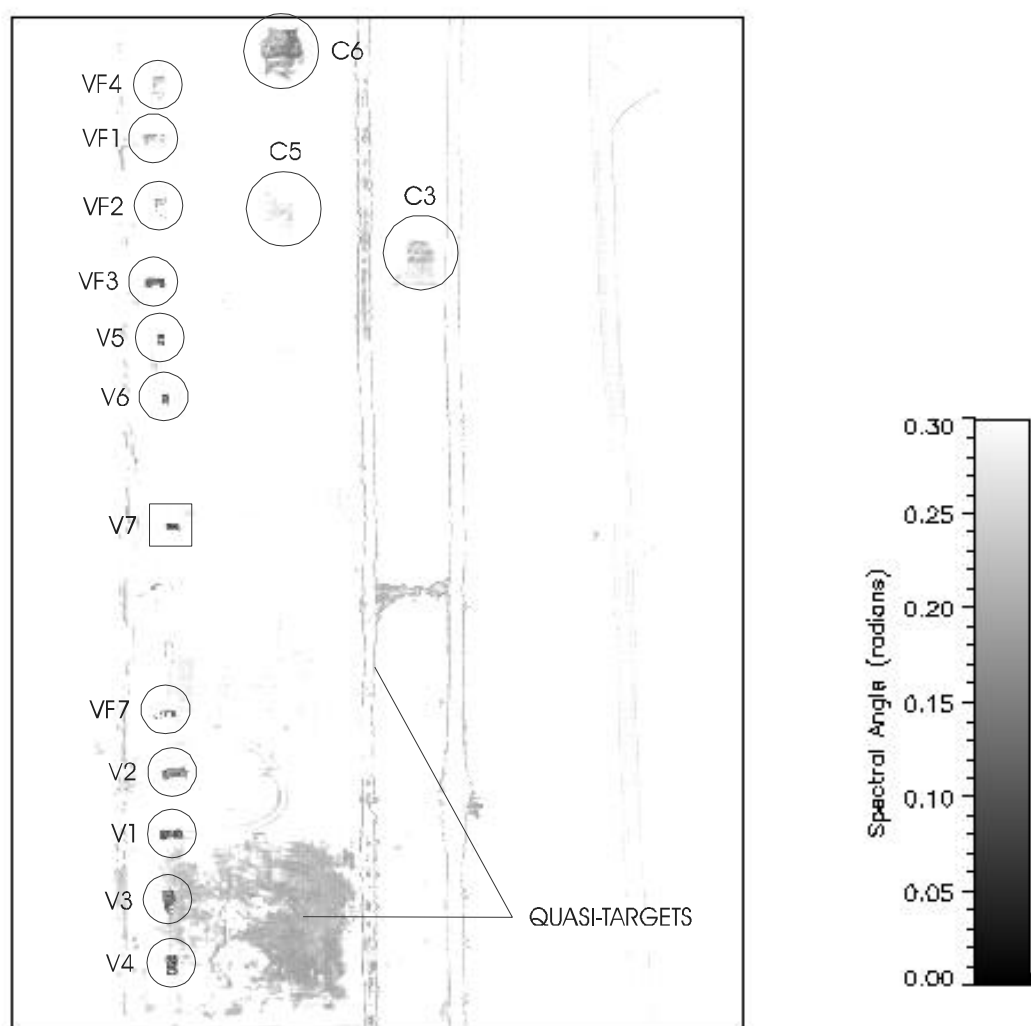 C6
VF4
VF1
C5
C3
VF2
VF3
V5
V6
V7
VF7
V2
V1
V3
V4
QUASI-TARGETS
0.30
0.25
0.20
0.15
0.10
0.05
0.00
Spectral Angle (radians)